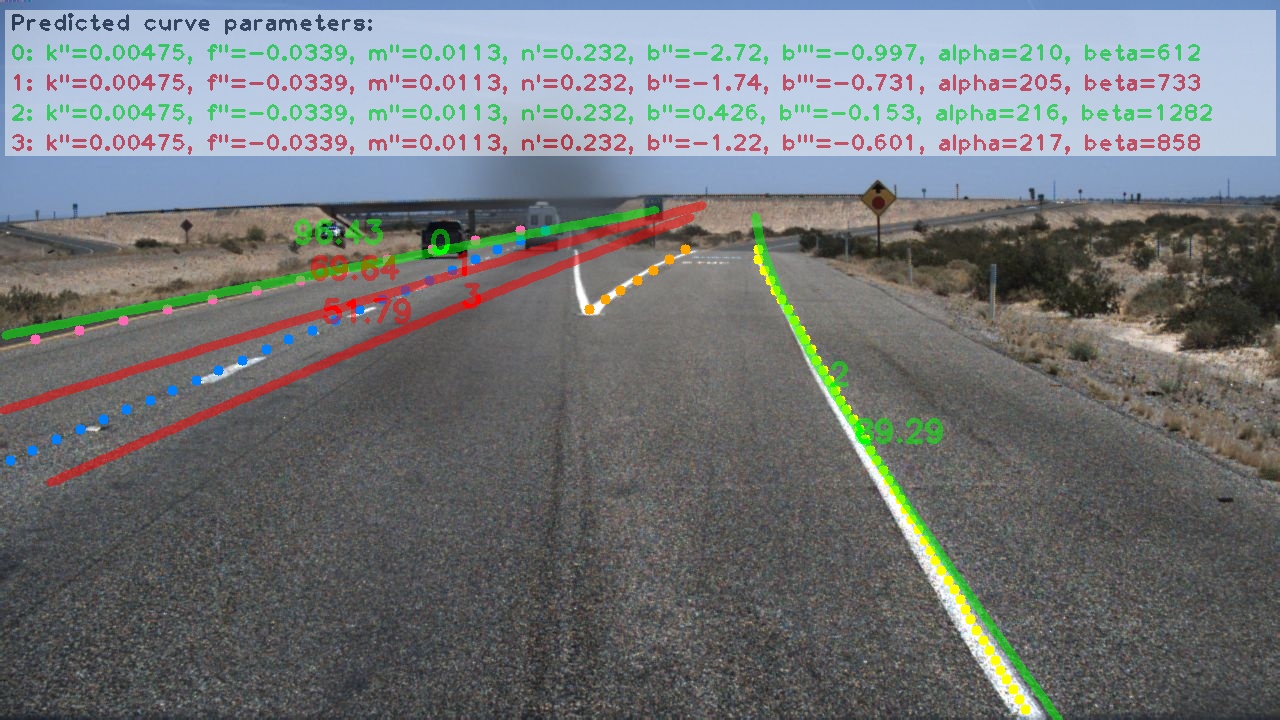 Predicted curve parameters:
0: k''=0.00475, f''=-0.0339, m''=0.0113, n'=0.232, b''=-2.72, b'''=-0.997, alpha=210, beta=612
1: k''=0.00475, f''=-0.0339, m''=0.0113, n'=0.232, b''=-1.74, b'''=-0.731, alpha=205, beta=733
2: k''=0.00475, f''=-0.0339, m''=0.0113, n'=0.232, b''=0.426, b'''=-0.153, alpha=216, beta=1282
3: k''=0.00475, f''=-0.0339, m''=0.0113, n'=0.232, b''=-1.22, b'''=-0.601, alpha=217, beta=858
96.43
0
69.64
1
3
51.79
2
89.29